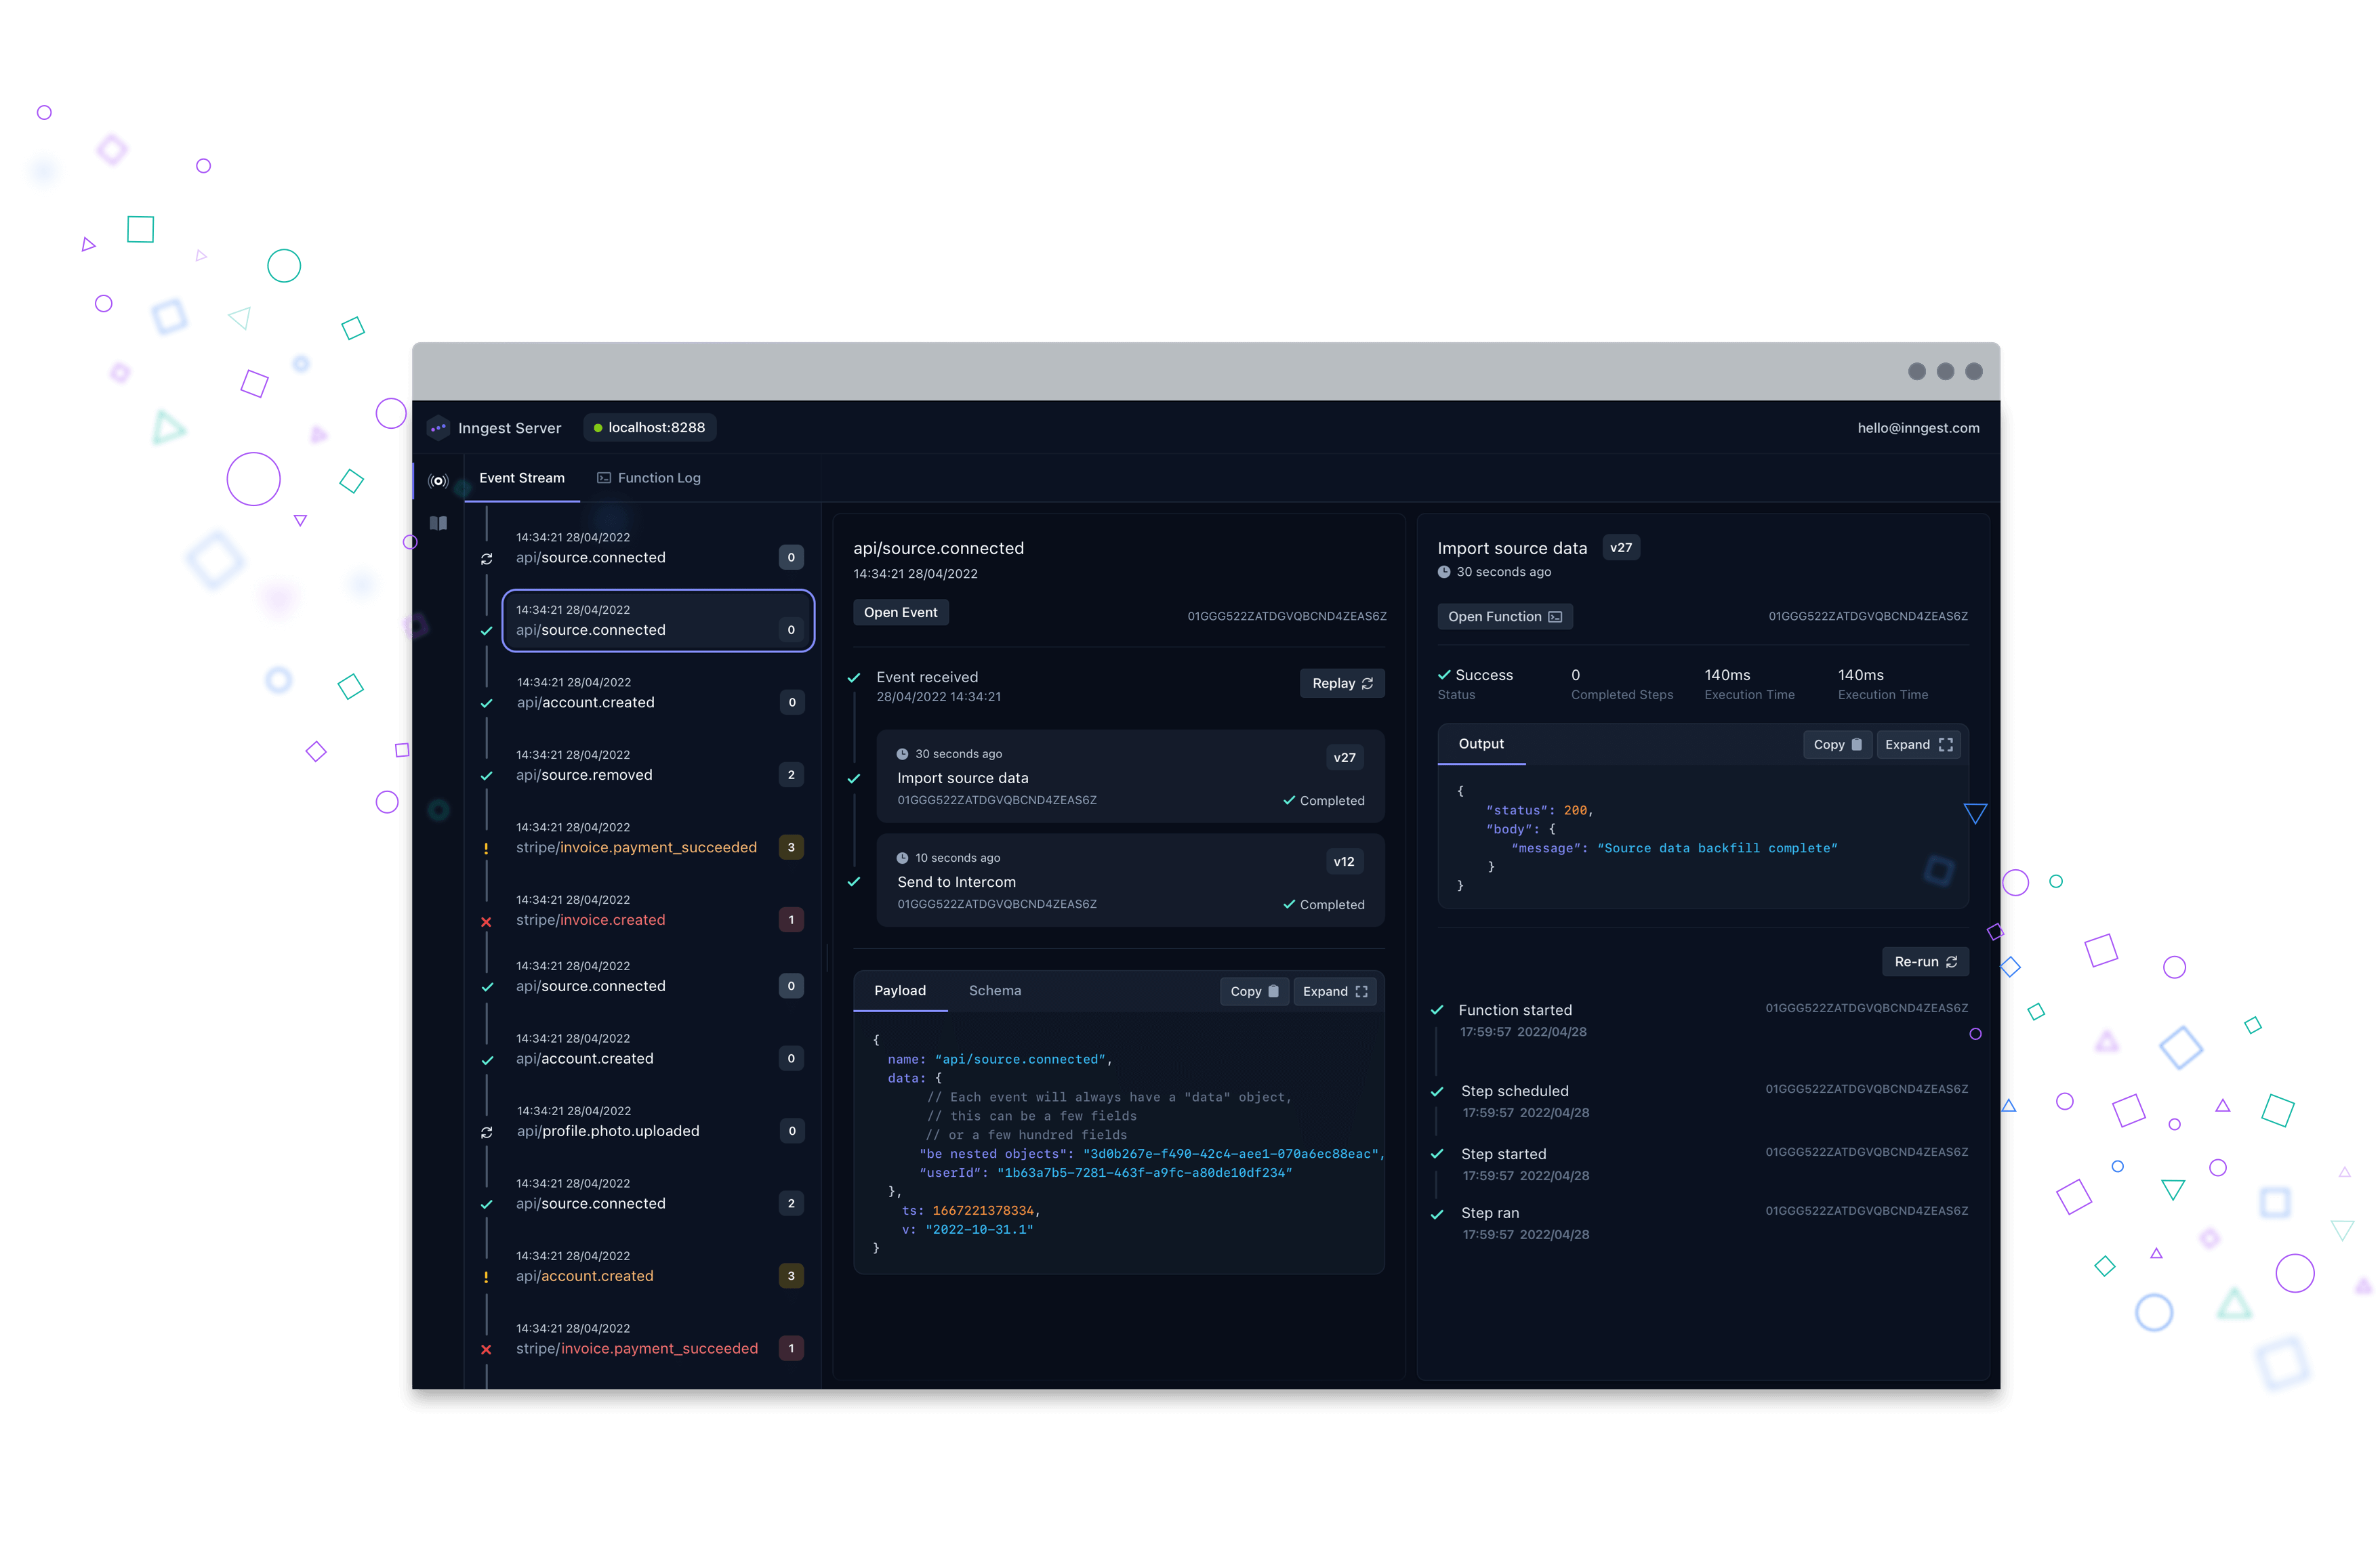 Inngest Server
localhost:8288
hello@inngest.com
Event Stream
Function Log
14:34:21 28/04/2022
api/source.connected
0
14:34:21 28/04/2022
api/source.connected
0
14:34:21 28/04/2022
api/account.created
0
14:34:21 28/04/2022
api/source.removed
2
14:34:21 28/04/2022
stripe/invoice.payment_succeeded
3
14:34:21 28/04/2022
stripe/invoice.created
1
14:34:21 28/04/2022
api/source.connected
0
14:34:21 28/04/2022
api/account.created
0
14:34:21 28/04/2022
api/profile.photo.uploaded
0
14:34:21 28/04/2022
api/source.connected
2
14:34:21 28/04/2022
api/account.created
3
14:34:21 28/04/2022
stripe/invoice.payment_succeeded
1
api/source.connected
14:34:21 28/04/2022
Open Event
01GGG522ZATDGVQBCND4ZEAS6Z
Event received
28/04/2022 14:34:21
Replay
30 seconds ago
v27
Import source data
01GGG522ZATDGVQBCND4ZEAS6Z
Completed
10 seconds ago
v12
Send to Intercom
01GGG522ZATDGVQBCND4ZEAS6Z
Completed
Payload
Schema
Copy
Expand
{
name: “api/source.connected”,
data: {
// Each event will always have a "data" object,
// this can be a few fields
// or a few hundred fields
"be nested objects": "3d0b267e-f490-42c4-aee1-070a6ec88eac",
“userId”: "1b63a7b5-7281-463f-a9fc-a80de10df234”
},
ts: 1667221378334,
v: "2022-10-31.1"
}
Import source data
v27
30 seconds ago
Open Function
01GGG522ZATDGVQBCND4ZEAS6Z
Success
Status
0
Completed Steps
140ms
Execution Time
140ms
Execution Time
Output
Copy
Expand
{
”status”: 200,
”body”: {
”message”: “Source data backfill complete”
}
}
Re-run
Function started
01GGG522ZATDGVQBCND4ZEAS6Z
17:59:57 2022/04/28
Step scheduled
01GGG522ZATDGVQBCND4ZEAS6Z
17:59:57 2022/04/28
Step started
01GGG522ZATDGVQBCND4ZEAS6Z
17:59:57 2022/04/28
Step ran
01GGG522ZATDGVQBCND4ZEAS6Z
17:59:57 2022/04/28